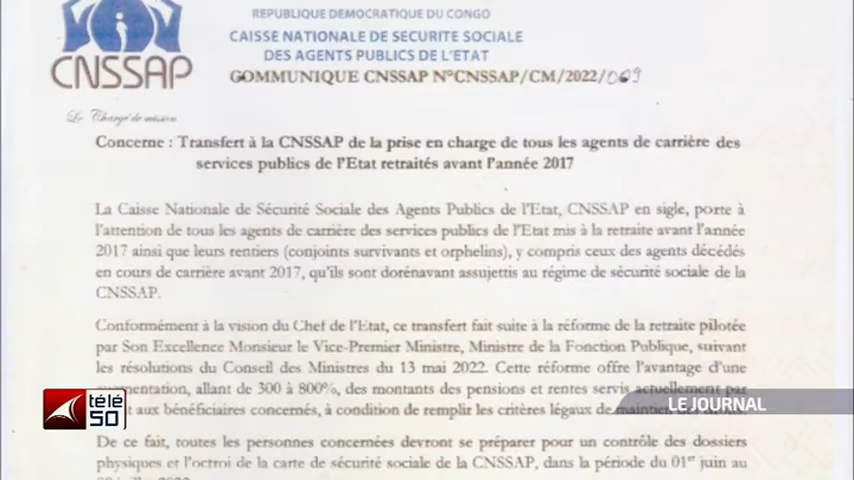 REPUBLIQUE DEMOCRATIQUE DU CONGO
CAISSE NATIONALE DE SECURITE SOCIALE
DES AGENTS PUBLICS DE L'ETAT
CNSSAP
COMMUNIQUE CNSSAP N°CNSSAP/CM/2022/009
Le Chargé de mission
Concerne : Transfert à la CNSSAP de la prise en charge de tous les agents de carrière des
services publics de l'Etat retraités avant l'année 2017
La Caisse Nationale de Sécurité Sociale des Agents Publics de l'Etat, CNSSAP en sigle, porte à
l'attention de tous les agents de carrière des services publics de l'Etat mis à la retraite avant l'année
2017 ainsi que leurs rentiers (conjoints survivants et orphelins), y compris ceux des agents décédés
en cours de carrière avant 2017, qu'ils sont dorénavant assujettis au régime de sécurité sociale de la
CNSSAP.
Conformément à la vision du Chef de l'Etat, ce transfert fait suite à la réforme de la retraite pilotée
par Son Excellence Monsieur le Vice-Premier Ministre, Ministre de la Fonction Publique, suivant
les résolutions du Conseil des Ministres du 13 mai 2022. Cette réforme offre l'avantage d'une
allant de 300 à 800%, des montants des pensions et rentes servis actuellement par
aux bénéficiaires concernés, à condition de remplir les critères légaux de
télé
50
LE JOURNAL
De ce fait, toutes les personnes concernées devront se préparer pour un contrôle des dossiers
physiques et l'octroi de la carte de sécurité sociale de la CNSSAP, dans la période du 01er juin au